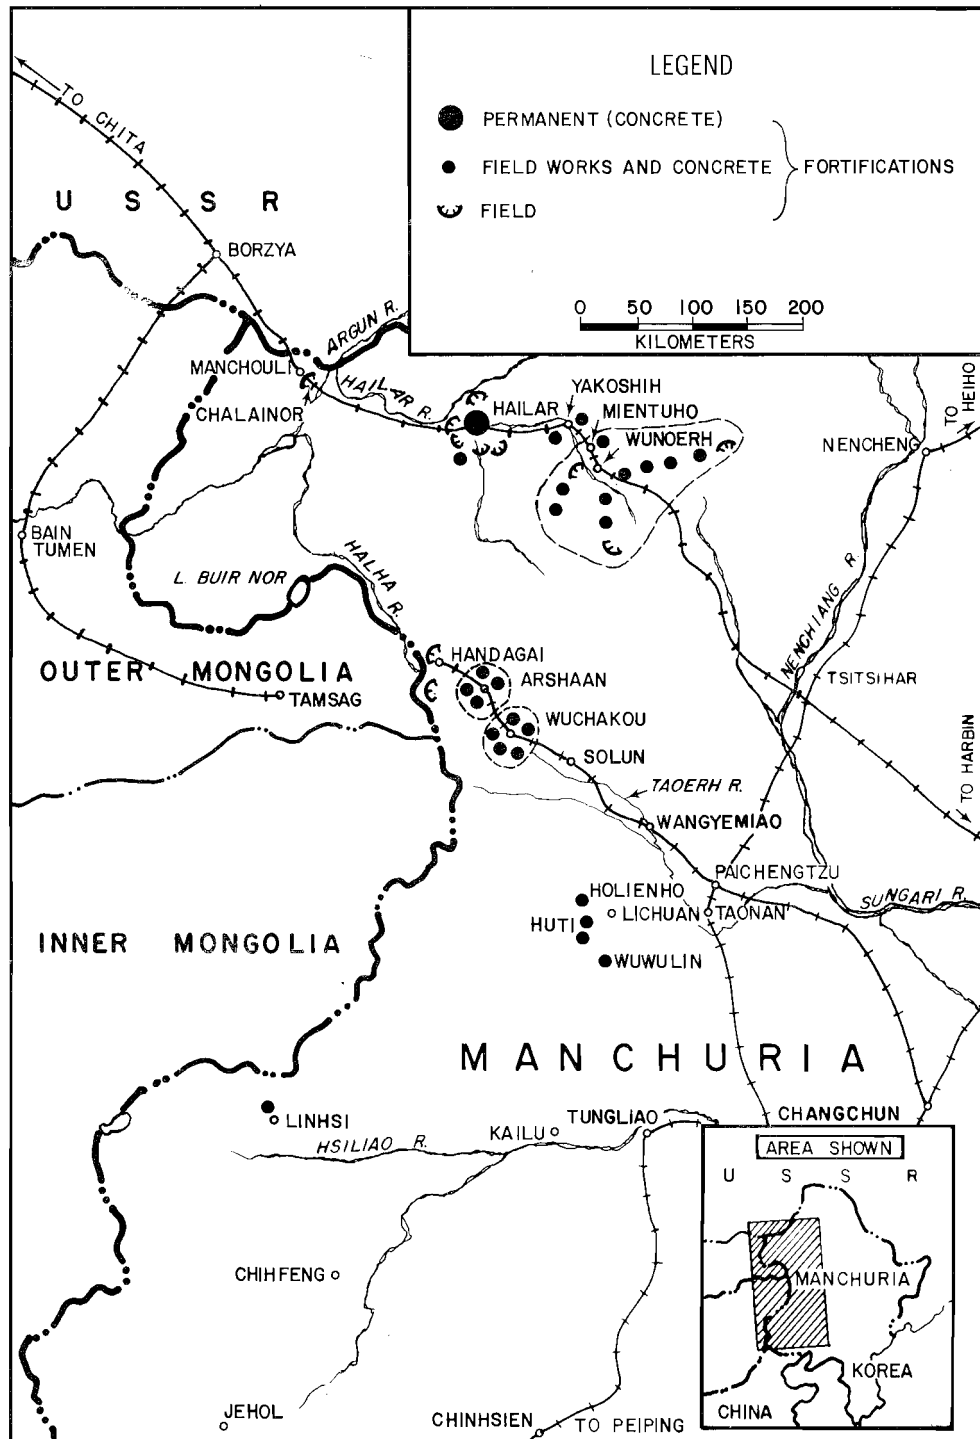 LEGEND
PERMANENT (CONCRETE)
FIELD WORKS AND CONCRETE
FORTIFICATIONS
FIELD
0 50 100 150 200
KILOMETERS
TO CHITA
U S S R
BORZYA
ARGUN R.
MANCHOULI
HAILAR R.
CHALAINOR
HAILAR
YAKOSHIH
MIENTUHO
WUNOERH
TO HEIHO
NENCHEN
BAIN
TUMEN
HALHA R.
L. BUIR NOR
NENCHIANG R.
OUTER MONGOLIA
HANDAGAI
ARSHAAN
TAMSAG
TSITSIHAR
WUCHAKOU
SOLUN
TO HARBIN
TAOERH R.
WANGYEMIAO
PAICHENGTZU
HOLIENHO
LICHUAN
TAONAN
SUNGARI R.
HUTI
INNER MONGOLIA
WUWULIN
MANCHURIA
LINHSI
KAILU
TUNGLIAO
CHANGCHUN
HSILIAO R.
AREA SHOWN
U S S R
MANCHURIA
KOREA
CHINA
CHIHFENG
JEHOL
CHINHSIEN
TO PEIPING